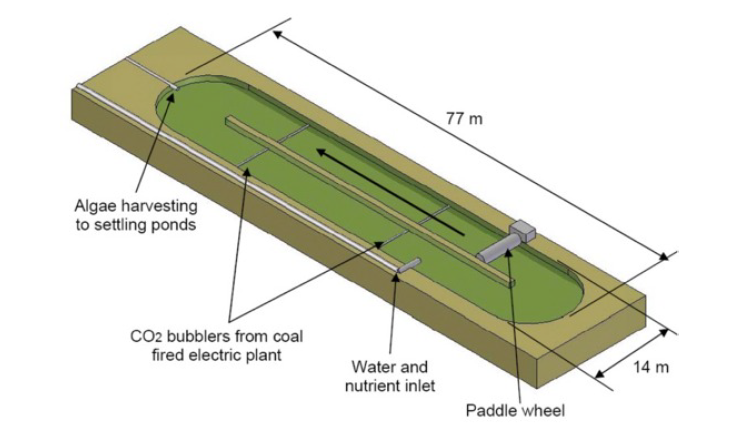 77 m
Algae harvesting
to settling ponds
CO2 bubblers from coal
fired electric plant
Water and
nutrient inlet
14 m
Paddle wheel